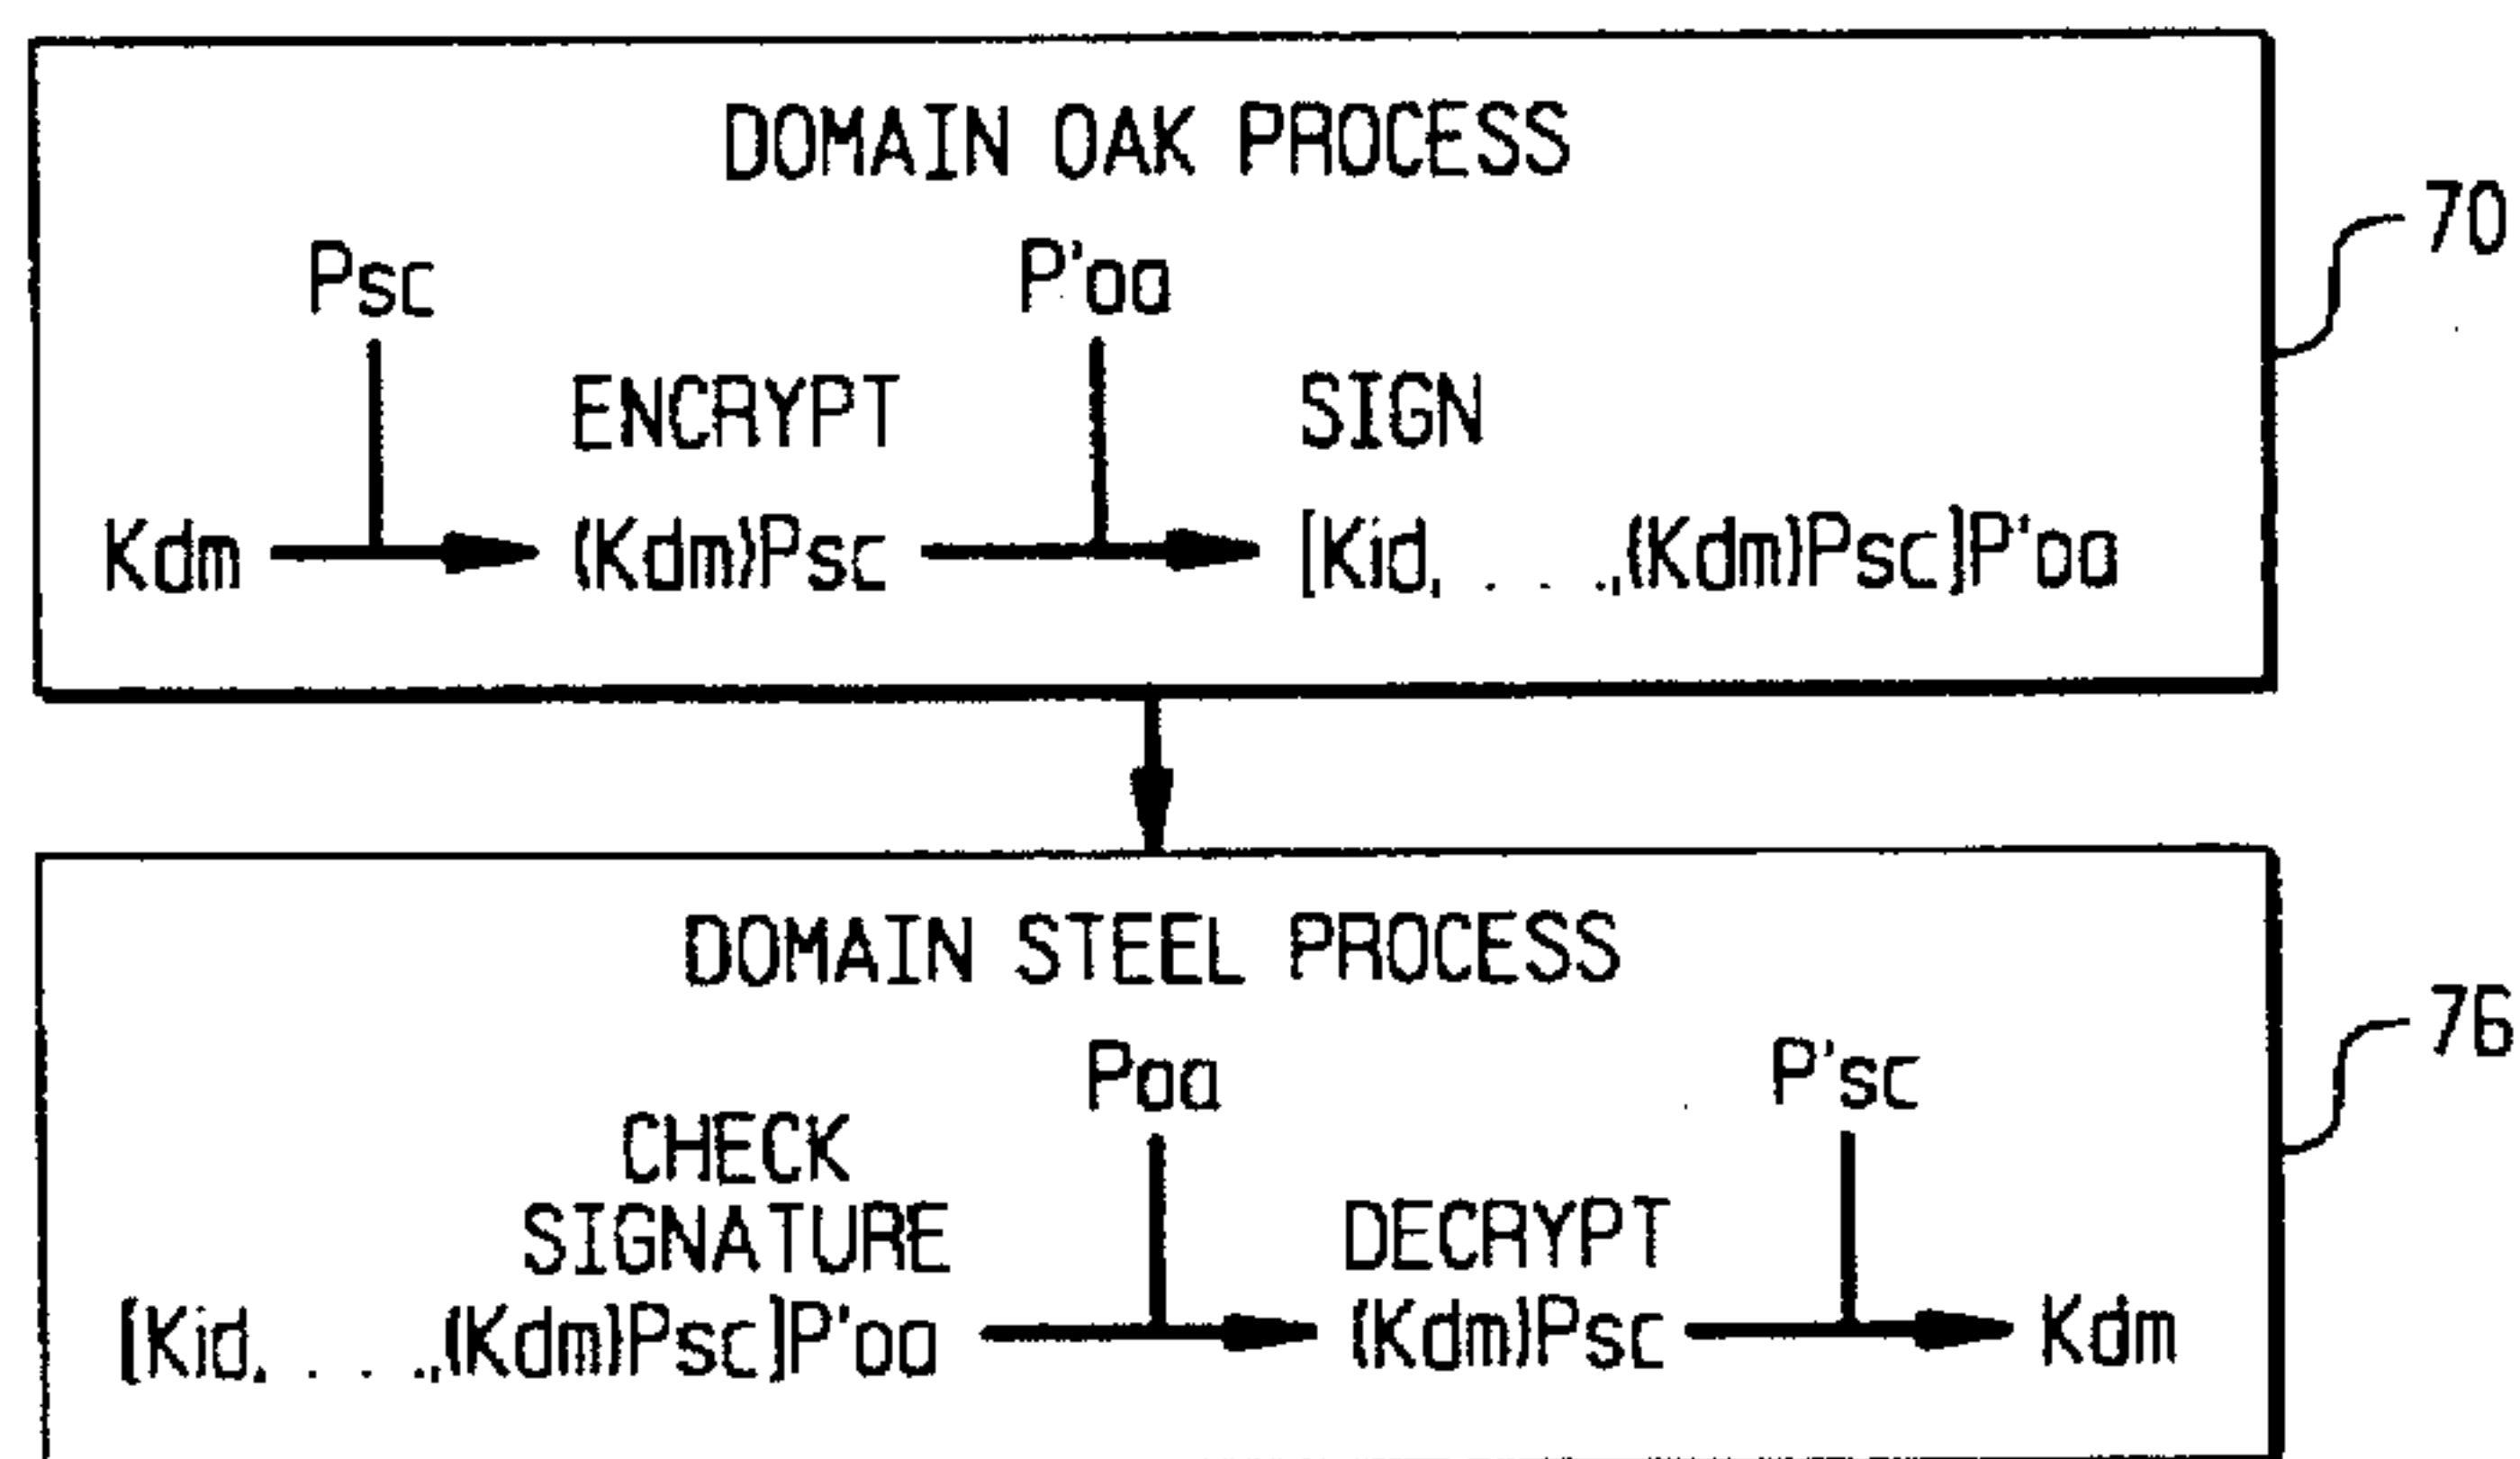 DOMAIN OAK PROCESS
70
Psc P'oa
ENCRYPT SIGN
Kdm (Kdm)Psc [Kid, . . .,(Kdm)Psc]P'oa
DOMAIN STEEL PROCESS
76
Poa P'sc
CHECK
SIGNATURE DECRYPT
[Kid, . . .,(Kdm)Psc]P'oa (Kdm)Psc Kdm